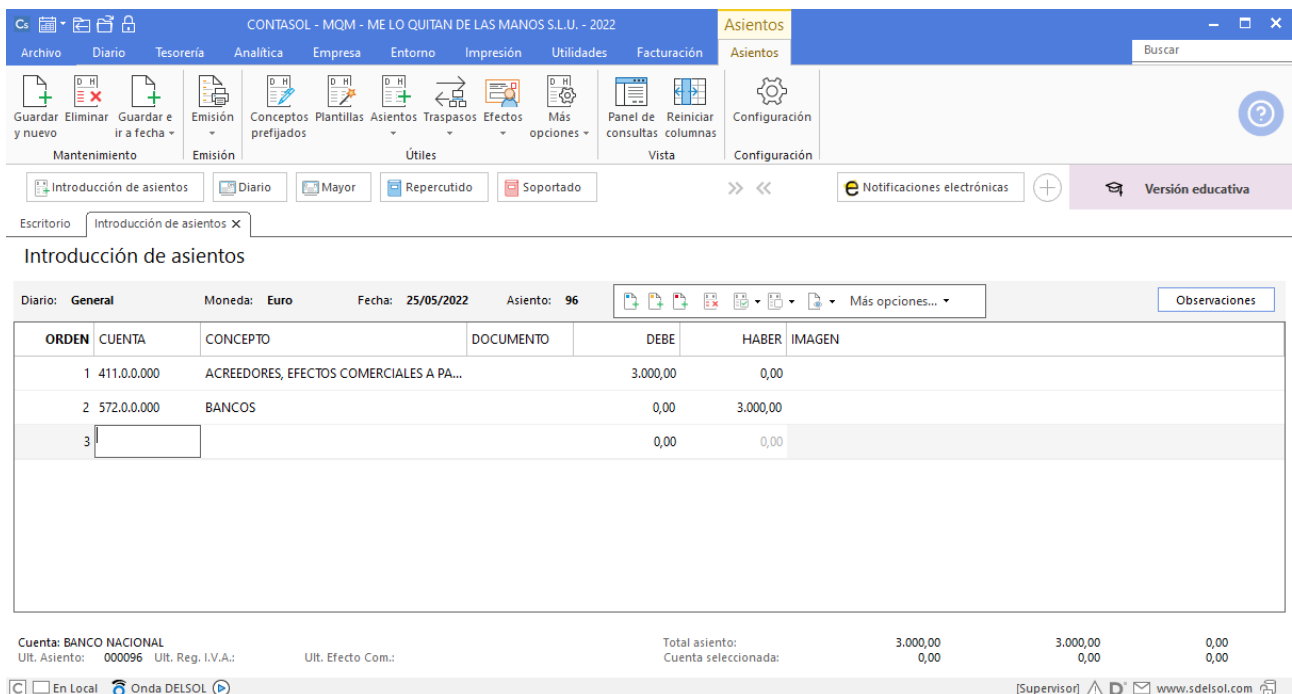 Cs CONTASOL - MQM - ME LO QUITAN DE LAS MANOS S.L.U. - 2022 Asientos
Archivo Diario Tesorería Analítica Empresa Entorno Impresión Utilidades Facturación Asientos Buscar
Guardar y nuevo Eliminar Guardar e ir a fecha Emisión Conceptos prefijados Plantillas Asientos Traspasos Efectos Más opciones Panel de consultas Reiniciar columnas Configuración
Mantenimiento Emisión Útiles Vista Configuración
Introducción de asientos Diario Mayor Repercutido Soportado Notificaciones electrónicas Versión educativa
Escritorio Introducción de asientos X
Introducción de asientos
Diario: General Moneda: Euro Fecha: 25/05/2022 Asiento: 96 Más opciones... Observaciones
ORDEN CUENTA CONCEPTO DOCUMENTO DEBE HABER IMAGEN
1 411.0.0.000 ACREEDORES, EFECTOS COMERCIALES A PA... 3.000,00 0,00
2 572.0.0.000 BANCOS 0,00 3.000,00
3 0,00 0,00
Cuenta: BANCO NACIONAL Total asiento: 3.000,00 3.000,00 0,00
Ult. Asiento: 000096 Ult. Reg. I.V.A.: Ult. Efecto Com.: Cuenta seleccionada: 0,00 0,00 0,00
C En Local Onda DELSOL [Supervisor] D www.sdelsol.com